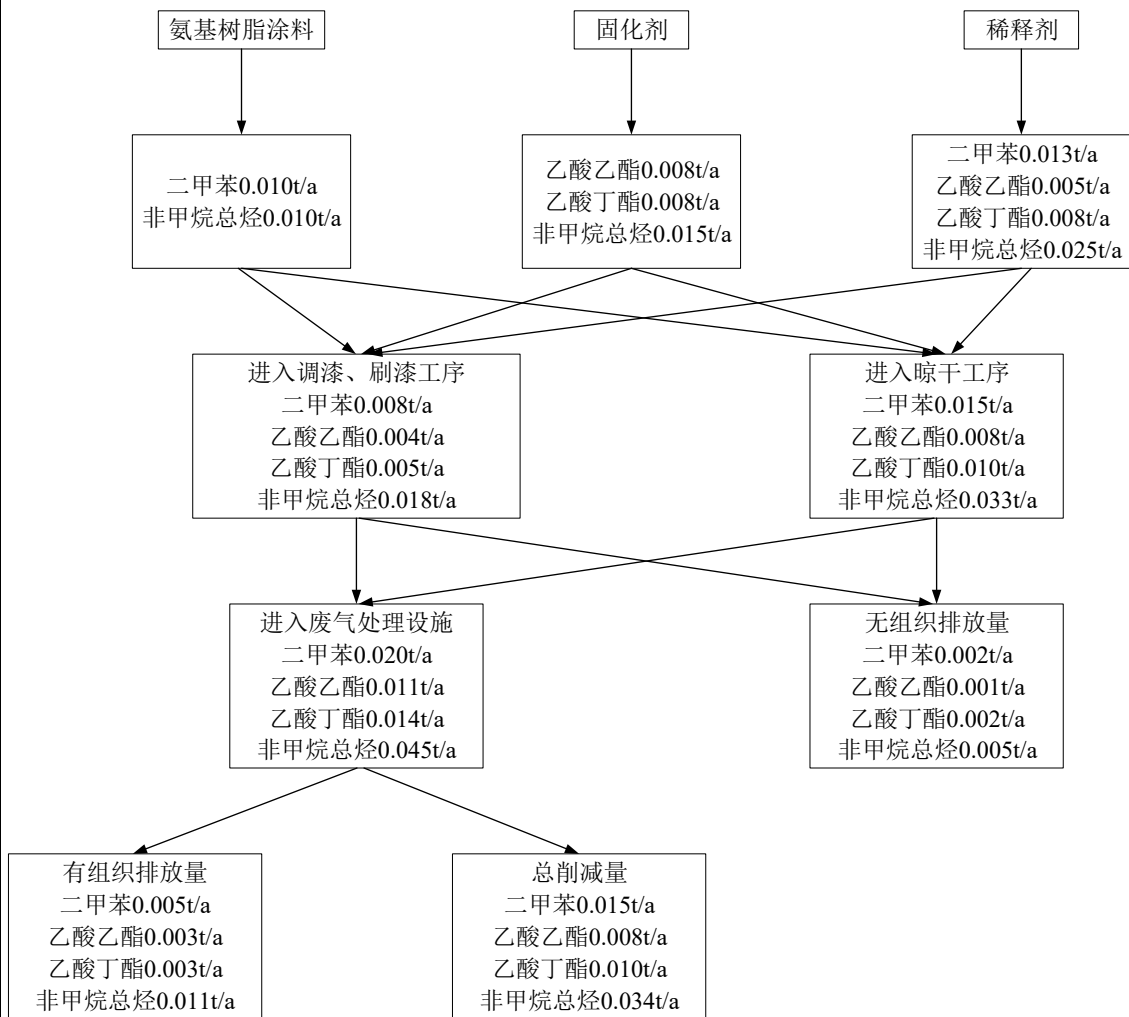 氨基树脂涂料
固化剂
稀释剂
二甲苯0.010t/a
非甲烷总烃0.010t/a
乙酸乙酯0.008t/a
乙酸丁酯0.008t/a
非甲烷总烃0.015t/a
二甲苯0.013t/a
乙酸乙酯0.005t/a
乙酸丁酯0.008t/a
非甲烷总烃0.025t/a
进入调漆、刷漆工序
二甲苯0.008t/a
乙酸乙酯0.004t/a
乙酸丁酯0.005t/a
非甲烷总烃0.018t/a
进入晾干工序
二甲苯0.015t/a
乙酸乙酯0.008t/a
乙酸丁酯0.010t/a
非甲烷总烃0.033t/a
进入废气处理设施
二甲苯0.020t/a
乙酸乙酯0.011t/a
乙酸丁酯0.014t/a
非甲烷总烃0.045t/a
无组织排放量
二甲苯0.002t/a
乙酸乙酯0.001t/a
乙酸丁酯0.002t/a
非甲烷总烃0.005t/a
有组织排放量
二甲苯0.005t/a
乙酸乙酯0.003t/a
乙酸丁酯0.003t/a
非甲烷总烃0.011t/a
总削减量
二甲苯0.015t/a
乙酸乙酯0.008t/a
乙酸丁酯0.010t/a
非甲烷总烃0.034t/a